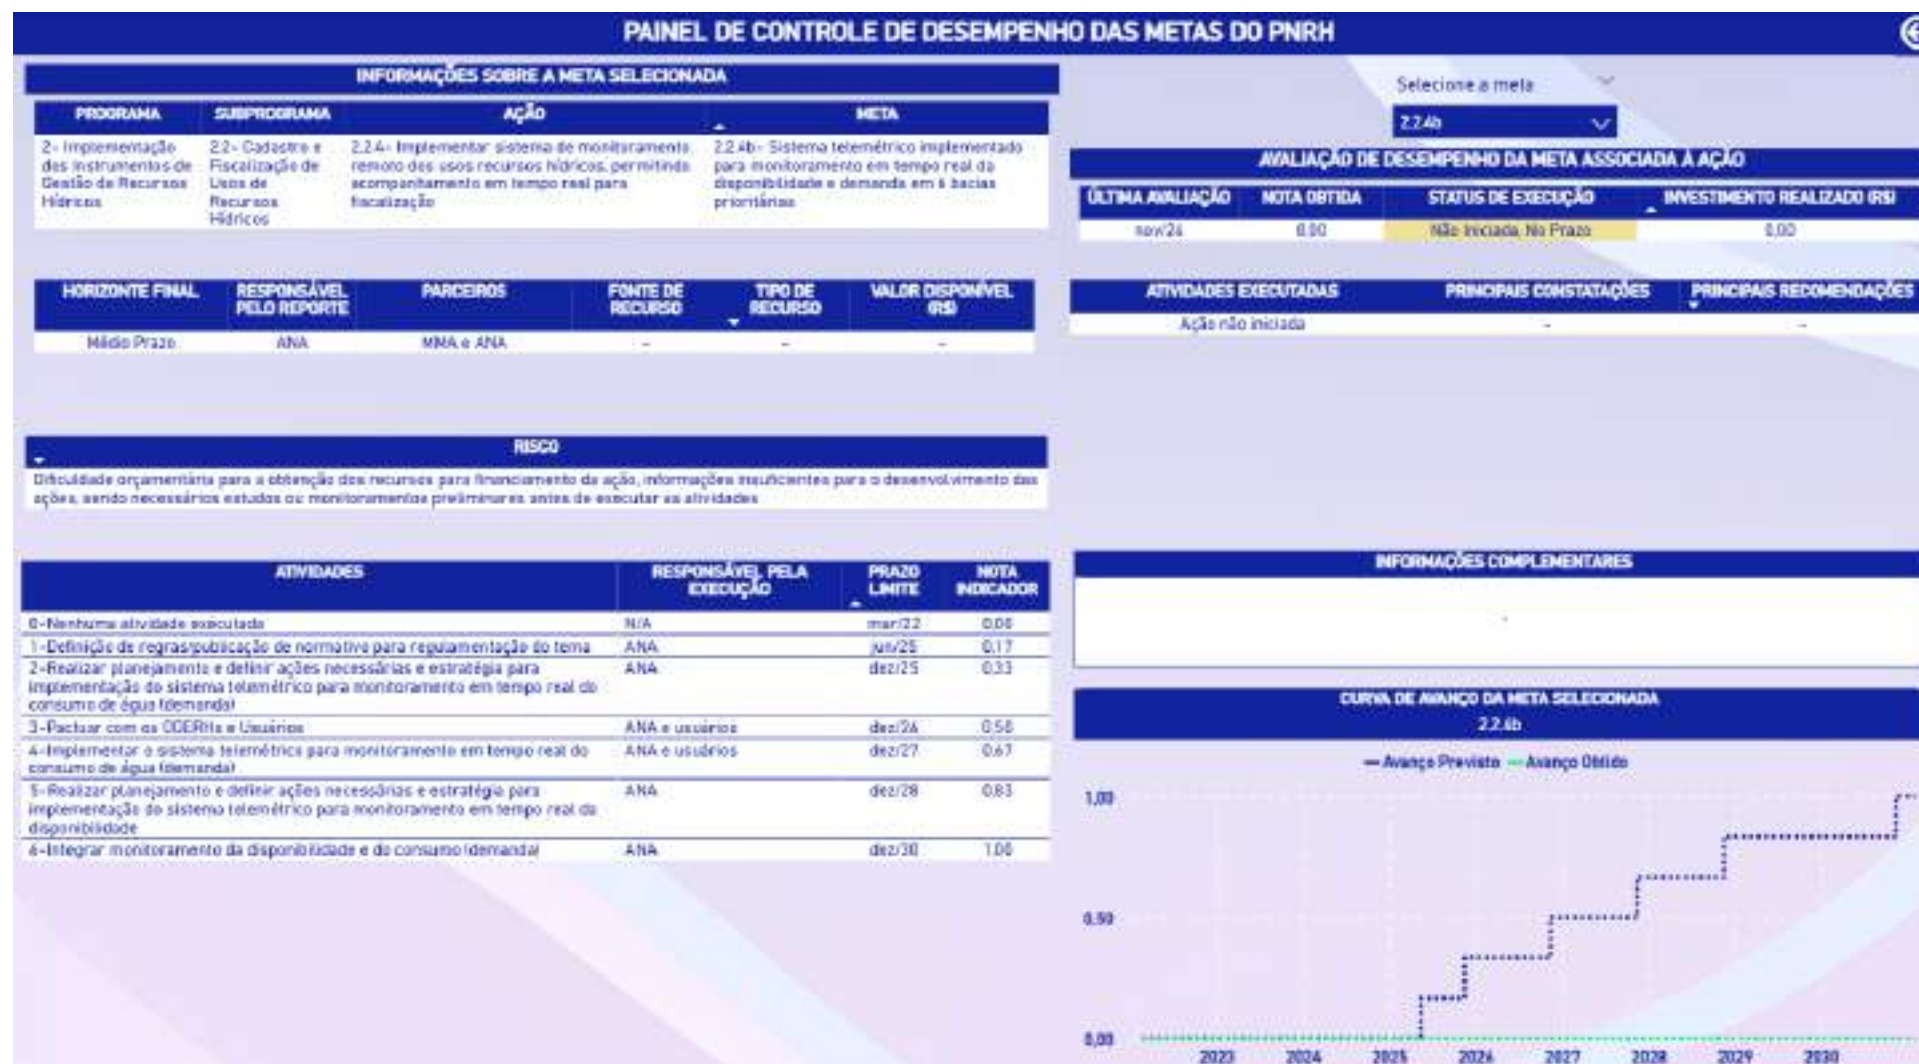 PAINEL DE CONTROLE DE DESEMPENHO DAS METAS DO PNRH
INFORMAÇÕES SOBRE A META SELECIONADA
PROGRAMA SUBPROGRAMA AÇÃO META
2- Implementação dos Instrumentos de Gestão de Recursos Hídricos
2.2- Cadastro e Fiscalização de Usos de Recursos Hídricos
2.2.4- Implementar sistema de monitoramento remoto dos usos recursos hídricos, permitindo acompanhamento em tempo real para fiscalização
2.2.4b- Sistema telemétrico implementado para monitoramento em tempo real da disponibilidade e demanda em 6 bacias prioritárias
HORIZONTE FINAL RESPONSÁVEL PELO REPORTE PARCEIROS FONTE DE RECURSO TIPO DE RECURSO VALOR DISPONÍVEL (R$)
Médio Prazo ANA MMA e ANA - - -
RISCO
Dificuldade orçamentária para a obtenção dos recursos para financiamento da ação, informações insuficientes para o desenvolvimento das
ações, sendo necessários estudos ou monitoramentos preliminares antes de executar as atividades
ATIVIDADES RESPONSÁVEL PELA EXECUÇÃO PRAZO LIMITE NOTA INDICADOR
0-Nenhuma atividade executada N/A mar/22 0,00
1-Definição de regras/publicação de normativo para regulamentação do tema ANA jun/25 0,17
2-Realizar planejamento e definir ações necessárias e estratégia para ANA dez/25 0,33
implementação do sistema telemétrico para monitoramento em tempo real do
consumo de água (demanda)
3-Pactuar com os OGERHs e Usuários ANA e usuários dez/26 0,50
4-Implementar o sistema telemétrico para monitoramento em tempo real do ANA e usuários dez/27 0,67
consumo de água (demanda)
5-Realizar planejamento e definir ações necessárias e estratégia para ANA dez/28 0,83
implementação do sistema telemétrico para monitoramento em tempo real da
disponibilidade
6-Integrar monitoramento da disponibilidade e do consumo (demanda) ANA dez/30 1,00
Selecione a meta
2.2.4b
AVALIAÇÃO DE DESEMPENHO DA META ASSOCIADA À AÇÃO
ÚLTIMA AVALIAÇÃO NOTA OBTIDA STATUS DE EXECUÇÃO INVESTIMENTO REALIZADO (R$)
nov/24 0,00 Não Iniciada, No Prazo 0,00
ATIVIDADES EXECUTADAS PRINCIPAIS CONSTATAÇÕES PRINCIPAIS RECOMENDAÇÕES
Ação não iniciada - -
INFORMAÇÕES COMPLEMENTARES
-
CURVA DE AVANÇO DA META SELECIONADA
2.2.4b
Avanço Previsto Avanço Obtido
1,00
0,50
0,00
2023 2024 2025 2026 2027 2028 2029 2030